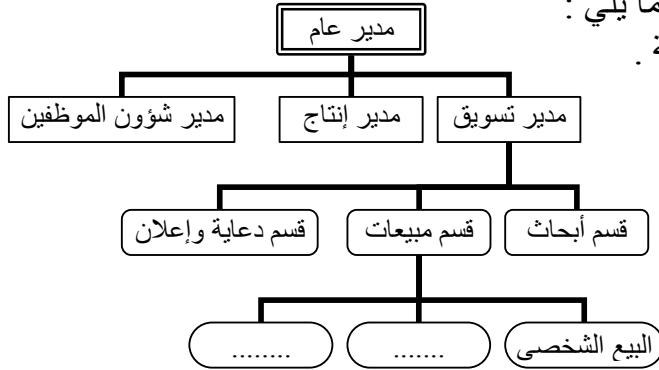 ما يلي :
مدير عام
مدير تسويق
مدير إنتاج
مدير شؤون الموظفين
قسم أبحاث
قسم مبيعات
قسم دعاية وإعلان
البيع الشخصي
.......
........